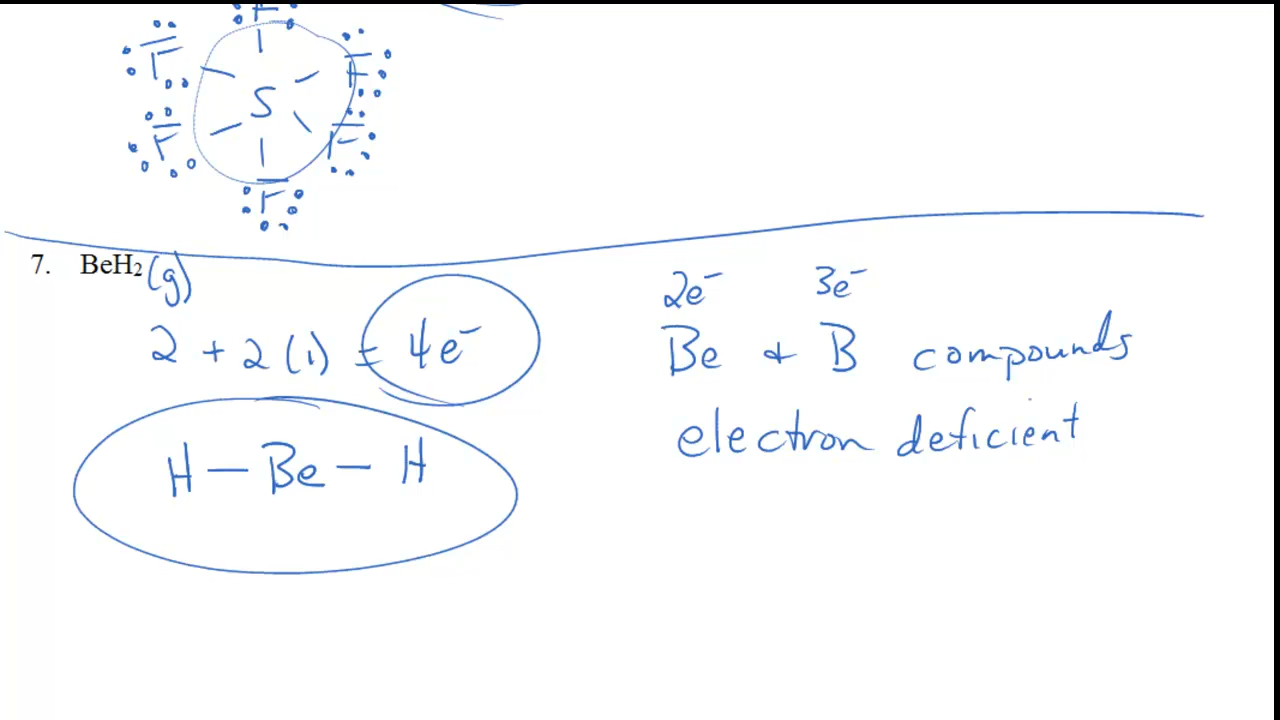 F
F F
S
F F
F
7. BeH₂(g)
2 + 2(1) = 4e⁻
H – Be – H
2e⁻ 3e⁻
Be & B compounds
electron deficient